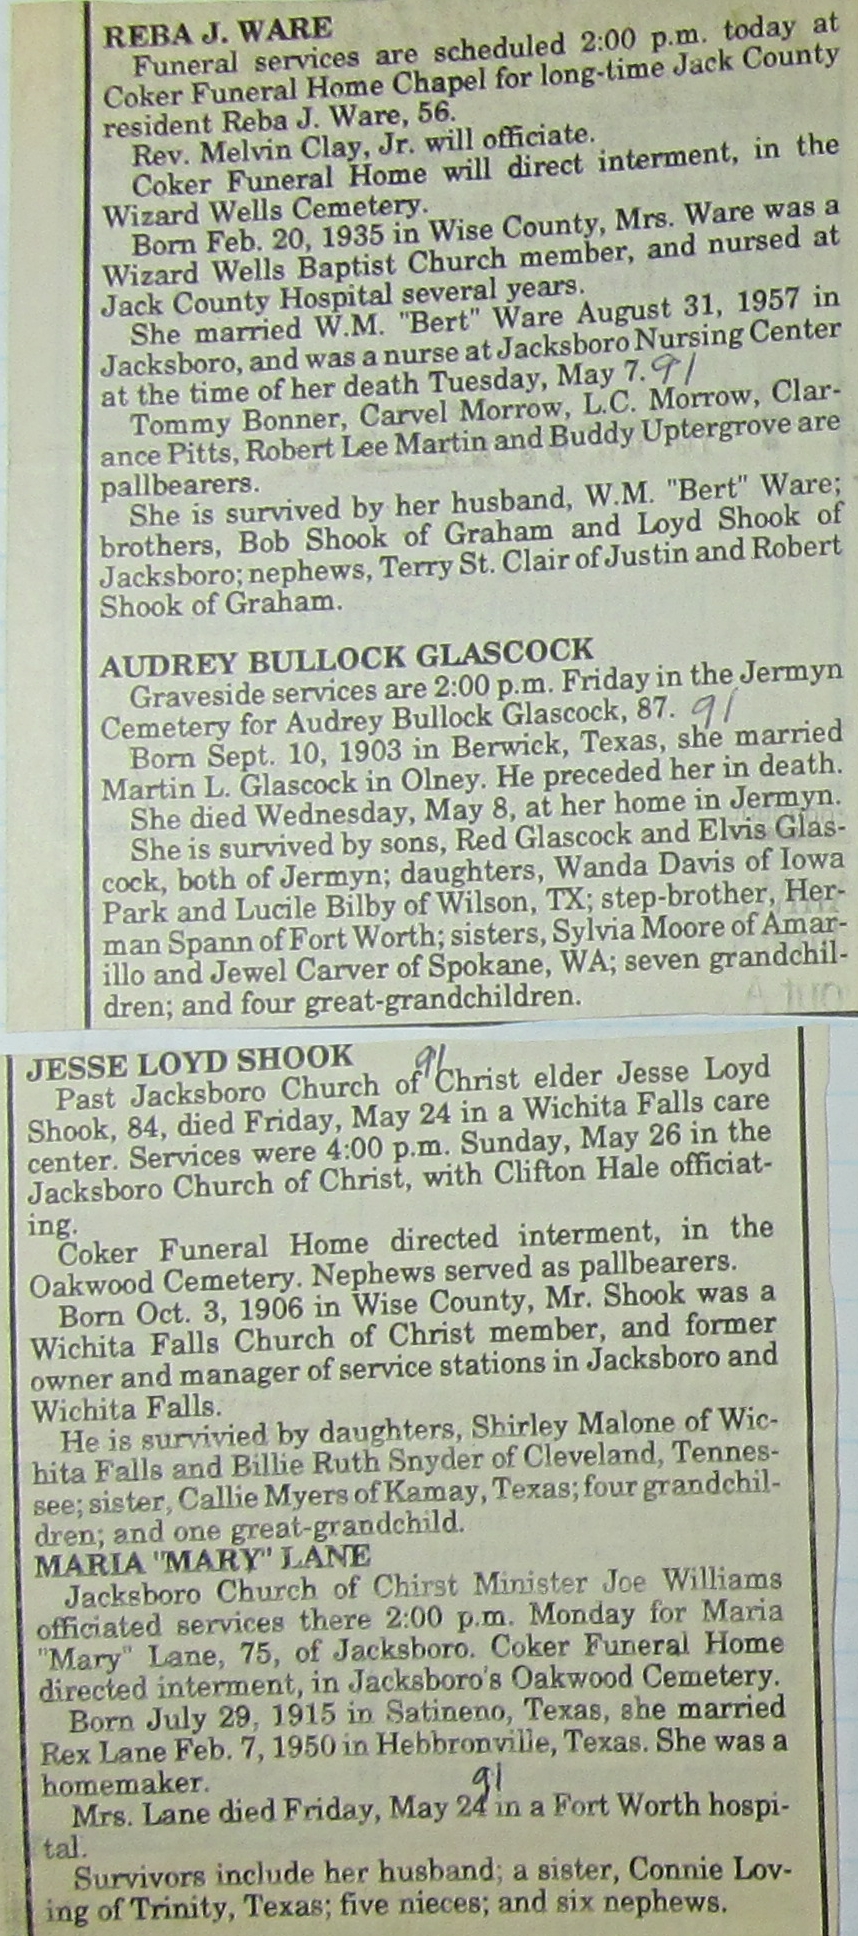 REBA J. WARE
Funeral services are scheduled 2:00 p.m. today at
Coker Funeral Home Chapel for long-time Jack County
resident Reba J. Ware, 56.
Rev. Melvin Clay, Jr. will officiate.
Coker Funeral Home will direct interment, in the
Wizard Wells Cemetery.
Born Feb. 20, 1935 in Wise County, Mrs. Ware was a
Wizard Wells Baptist Church member, and nursed at
Jack County Hospital several years.
She married W.M. "Bert" Ware August 31, 1957 in
Jacksboro, and was a nurse at Jacksboro Nursing Center
at the time of her death Tuesday, May 7. 91
Tommy Bonner, Carvel Morrow, L.C. Morrow, Clar-
ance Pitts, Robert Lee Martin and Buddy Uptergrove are
pallbearers.
She is survived by her husband, W.M. "Bert" Ware;
brothers, Bob Shook of Graham and Loyd Shook of
Jacksboro; nephews, Terry St. Clair of Justin and Robert
Shook of Graham.
AUDREY BULLOCK GLASCOCK
Graveside services are 2:00 p.m. Friday in the Jermyn
Cemetery for Audrey Bullock Glascock, 87. 91
Born Sept. 10, 1903 in Berwick, Texas, she married
Martin L. Glascock in Olney. He preceded her in death.
She died Wednesday, May 8, at her home in Jermyn.
She is survived by sons, Red Glascock and Elvis Glas-
cock, both of Jermyn; daughters, Wanda Davis of Iowa
Park and Lucile Bilby of Wilson, TX; step-brother, Her-
man Spann of Fort Worth; sisters, Sylvia Moore of Amar-
illo and Jewel Carver of Spokane, WA; seven grandchil-
dren; and four great-grandchildren.
JESSE LOYD SHOOK 91
Past Jacksboro Church of Christ elder Jesse Loyd
Shook, 84, died Friday, May 24 in a Wichita Falls care
center. Services were 4:00 p.m. Sunday, May 26 in the
Jacksboro Church of Christ, with Clifton Hale officiat-
ing.
Coker Funeral Home directed interment, in the
Oakwood Cemetery. Nephews served as pallbearers.
Born Oct. 3, 1906 in Wise County, Mr. Shook was a
Wichita Falls Church of Christ member, and former
owner and manager of service stations in Jacksboro and
Wichita Falls.
He is survivied by daughters, Shirley Malone of Wic-
hita Falls and Billie Ruth Snyder of Cleveland, Tennes-
see; sister, Callie Myers of Kamay, Texas; four grandchil-
dren; and one great-grandchild.
MARIA "MARY" LANE
Jacksboro Church of Chirst Minister Joe Williams
officiated services there 2:00 p.m. Monday for Maria
"Mary" Lane, 75, of Jacksboro. Coker Funeral Home
directed interment, in Jacksboro's Oakwood Cemetery.
Born July 29, 1915 in Satineno, Texas, she married
Rex Lane Feb. 7, 1950 in Hebbronville, Texas. She was a
homemaker. 91
Mrs. Lane died Friday, May 24 in a Fort Worth hospi-
tal.
Survivors include her husband; a sister, Connie Lov-
ing of Trinity, Texas; five nieces; and six nephews.